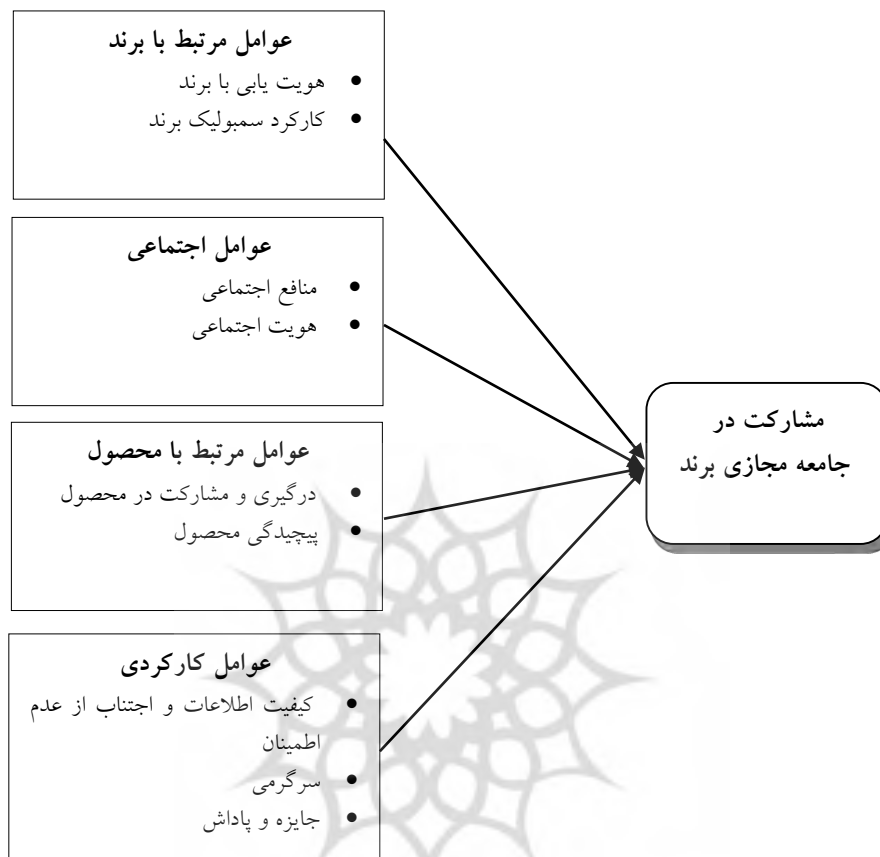 عوامل مرتبط با برند
• هویت یابی با برند
• کارکرد سمبولیک برند
عوامل اجتماعی
• منافع اجتماعی
• هویت اجتماعی
عوامل مرتبط با محصول
• درگیری و مشارکت در محصول
• پیچیدگی محصول
عوامل کارکردی
• کیفیت اطلاعات و اجتناب از عدم
اطمینان
• سرگرمی
• جایزه و پاداش
مشارکت در
جامعه مجازی برند